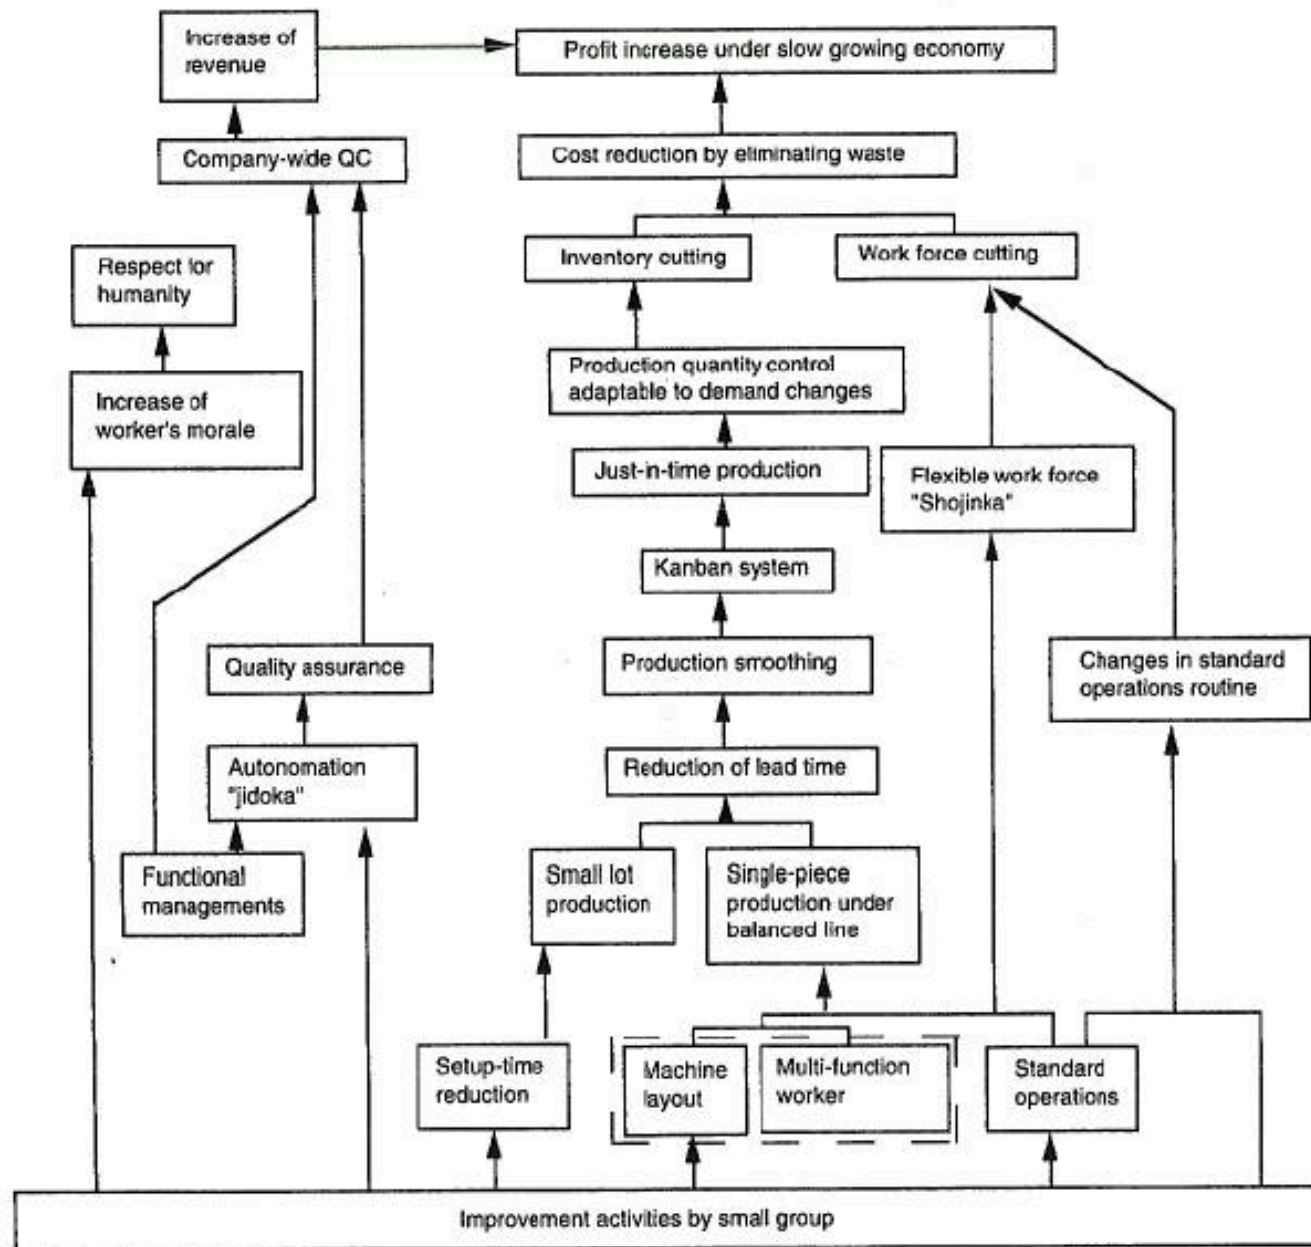 Increase of
revenue
Profit increase under slow growing economy
Company-wide QC
Cost reduction by eliminating waste
Respect for
humanity
Inventory cutting
Work force cutting
Increase of
worker's morale
Production quantity control
adaptable to demand changes
Just-in-time production
Flexible work force
"Shojinka"
Kanban system
Quality assurance
Production smoothing
Changes in standard
operations routine
Autonomation
"jidoka"
Reduction of lead time
Functional
managements
Small lot
production
Single-piece
production under
balanced line
Setup-time
reduction
Machine
layout
Multi-function
worker
Standard
operations
Improvement activities by small group